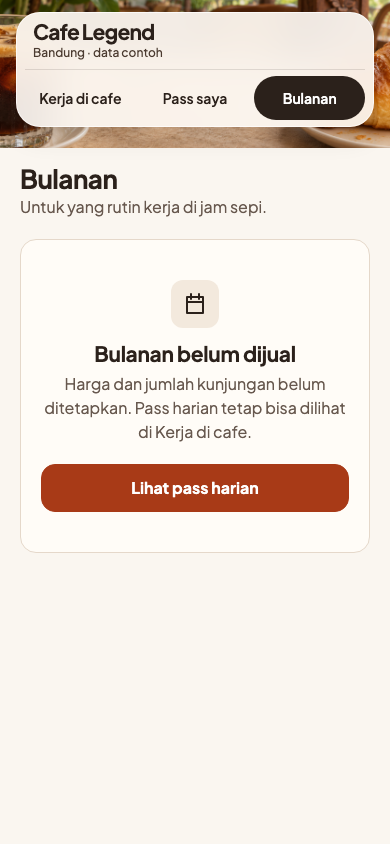 Cafe Legend
Bandung · data contoh
Kerja di cafe
Pass saya
Bulanan
Bulanan
Untuk yang rutin kerja di jam sepi.
Bulanan belum dijual
Harga dan jumlah kunjungan belum
ditetapkan. Pass harian tetap bisa dilihat
di Kerja di cafe.
Lihat pass harian